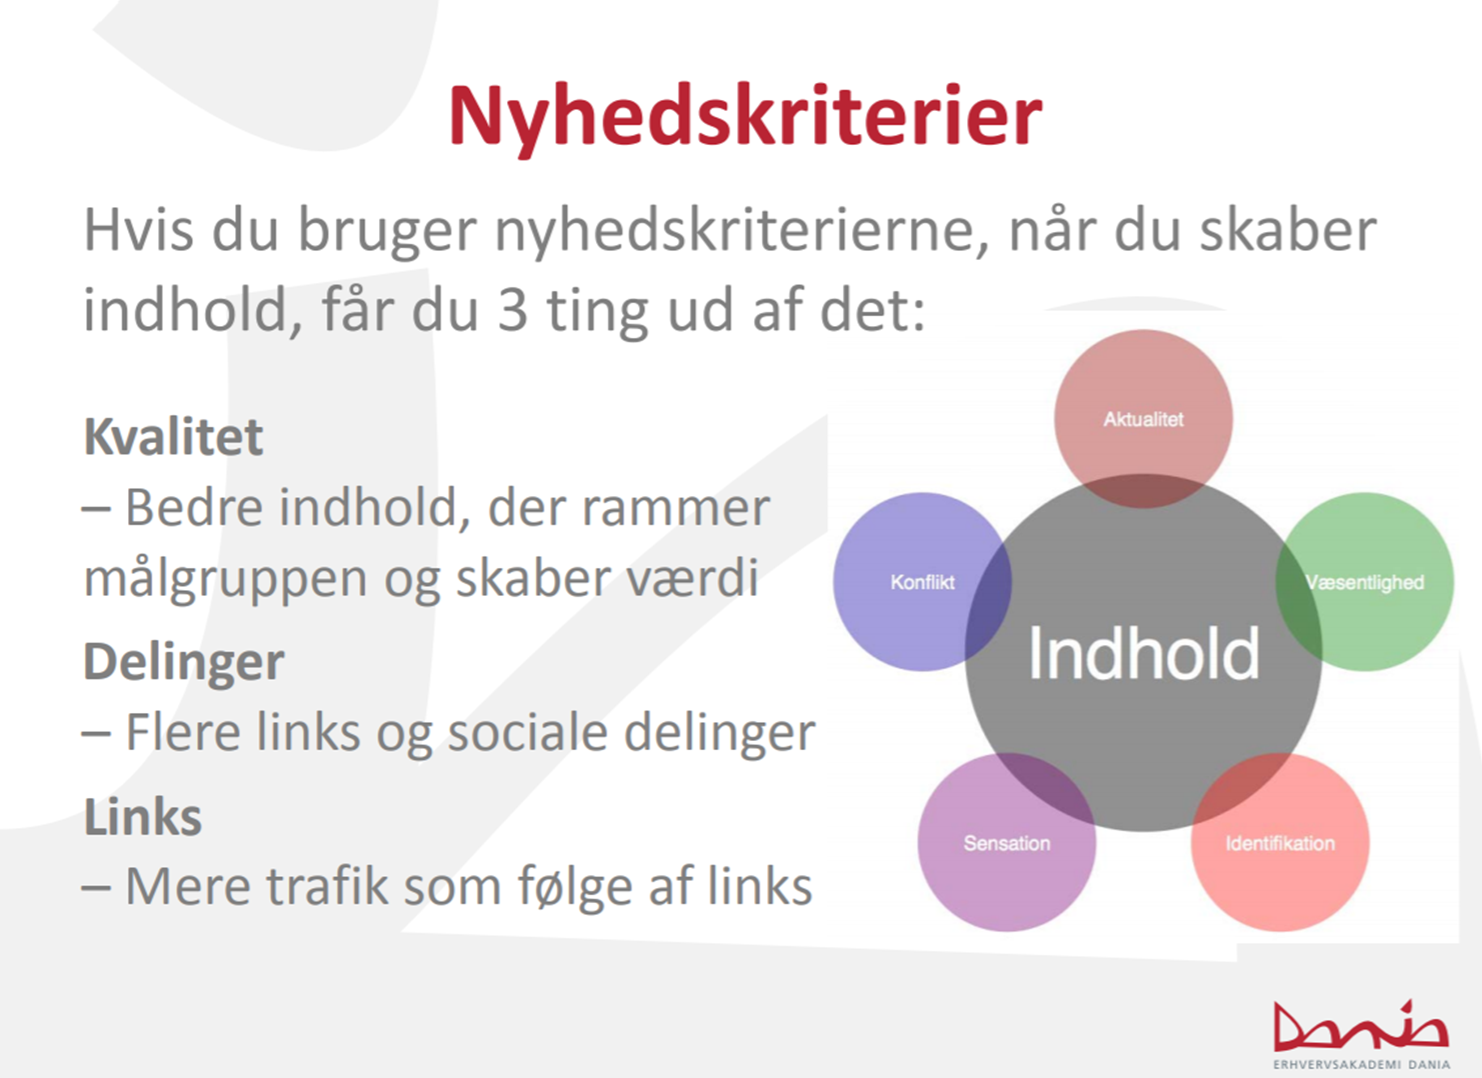 Nyhedskriterier
Hvis du bruger nyhedskriterierne, når du skaber
indhold, får du 3 ting ud af det:
Kvalitet
– Bedre indhold, der rammer
målgruppen og skaber værdi
Delinger
– Flere links og sociale delinger
Links
– Mere trafik som følge af links
Aktualitet
Konflikt
Væsentlighed
Indhold
Sensation
Identifikation
Dania
ERHVERVSAKADEMI DANIA